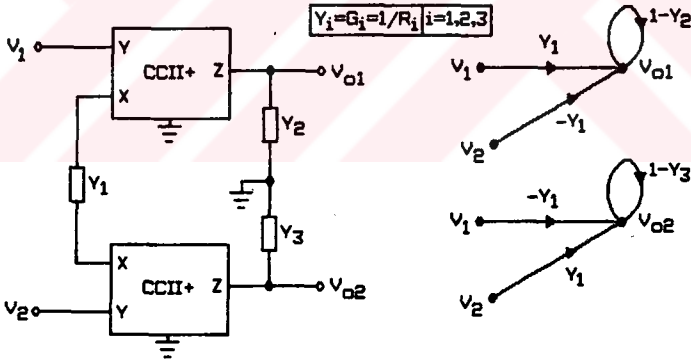 Yi=Gi=1/Ri i=1,2,3
V1
Y
CCII+
Z
Vo1
X
Y2
Y1
Y3
X
CCII+
Z
Vo2
V2
Y
1-Y2
Y1
V1
Vo1
-Y1
V2
1-Y3
-Y1
V1
Vo2
Y1
V2